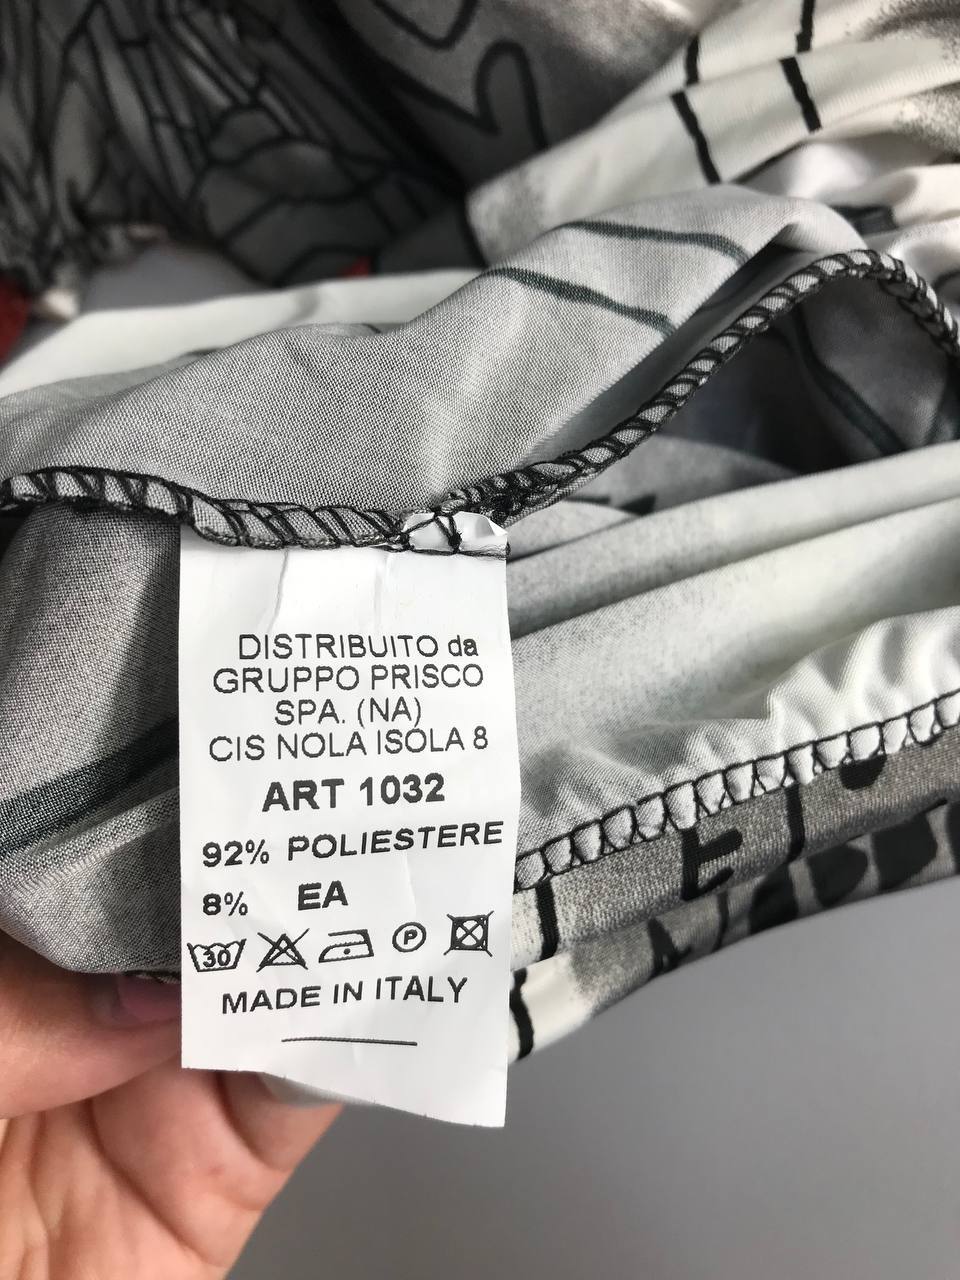 DISTRIBUITO da
GRUPPO PRISCO
SPA. (NA)
CIS NOLA ISOLA 8
ART 1032
92% POLIESTERE
8% EA
30 P
MADE IN ITALY